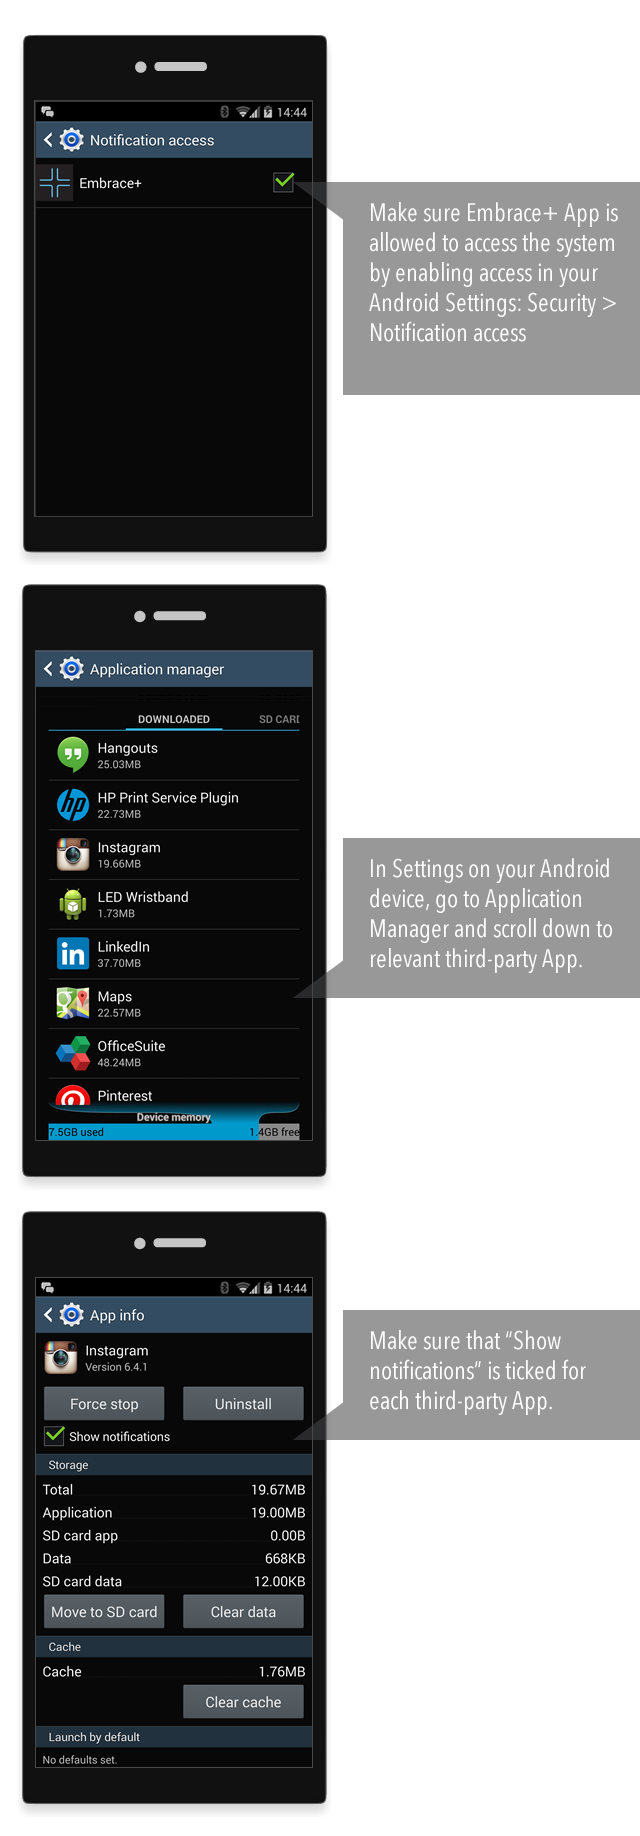 14:44
Notification access
Embrace+
Make sure Embrace+ App is
allowed to access the system
by enabling access in your
Android Settings: Security >
Notification access
Application manager
DOWNLOADED SD CARD
Hangouts
25.03MB
hp
HP Print Service Plugin
22.73MB
Instagram
19.66MB
LED Wristband
1.73MB
in
LinkedIn
37.70MB
Maps
22.57MB
OfficeSuite
48.24MB
Pinterest
Device memory
7.5GB used 1.4GB free
In Settings on your Android
device, go to Application
Manager and scroll down to
relevant third-party App.
14:44
App info
Instagram
Version 6.4.1
Force stop Uninstall
Show notifications
Make sure that “Show
notifications” is ticked for
each third-party App.
Storage
Total 19.67MB
Application 19.00MB
SD card app 0.00B
Data 668KB
SD card data 12.00KB
Move to SD card Clear data
Cache
Cache 1.76MB
Clear cache
Launch by default
No defaults set.